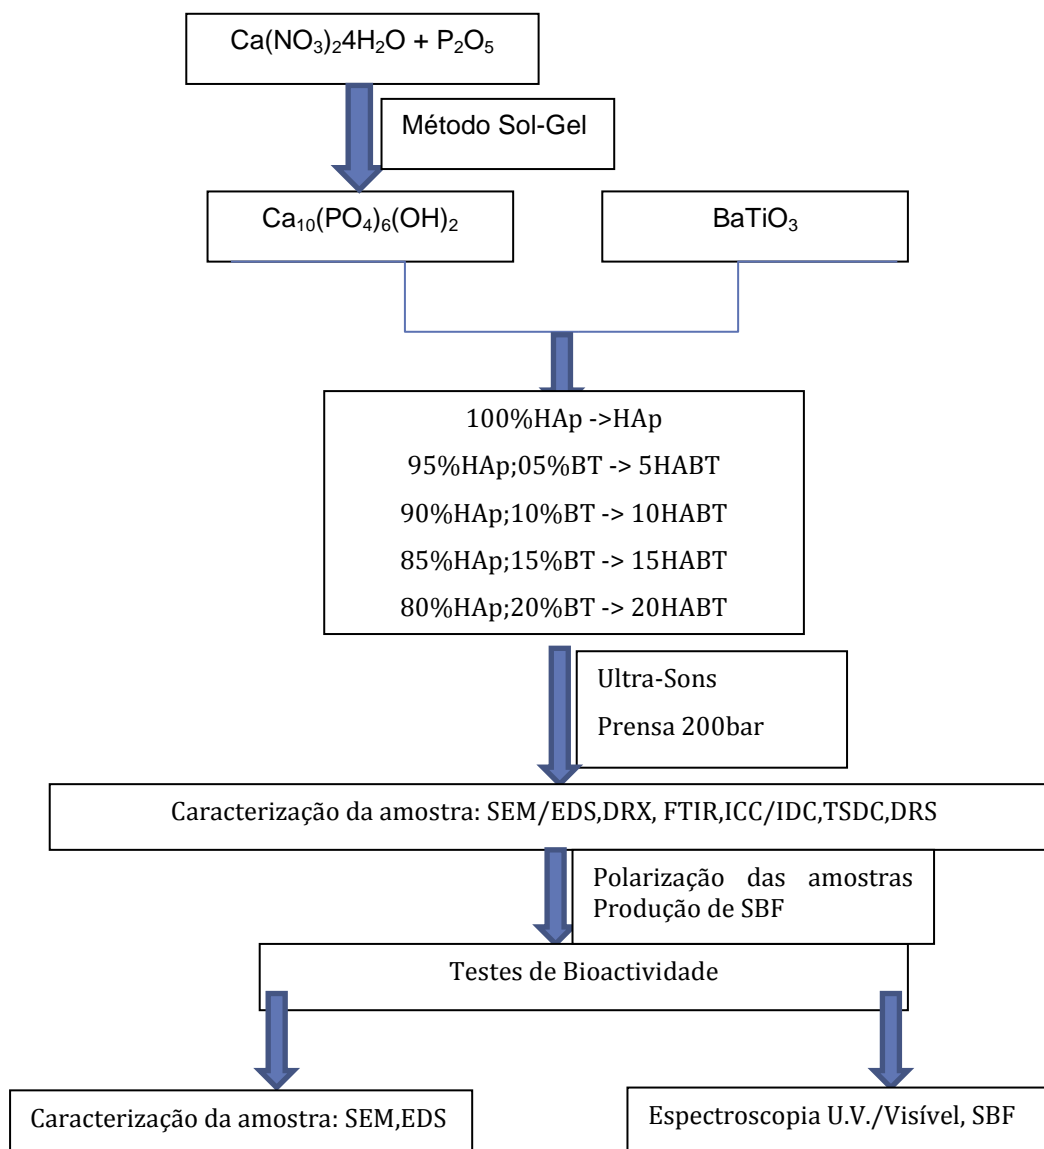 Ca(NO₃)₂4H₂O + P₂O₅
Método Sol-Gel
Ca₁₀(PO₄)₆(OH)₂
BaTiO₃
100%HAp ->HAp
95%HAp;05%BT -> 5HABT
90%HAp;10%BT -> 10HABT
85%HAp;15%BT -> 15HABT
80%HAp;20%BT -> 20HABT
Ultra-Sons
Prensa 200bar
Caracterização da amostra: SEM/EDS,DRX, FTIR,ICC/IDC,TSDC,DRS
Polarização das amostras
Produção de SBF
Testes de Bioactividade
Caracterização da amostra: SEM,EDS
Espectroscopia U.V./Visível, SBF